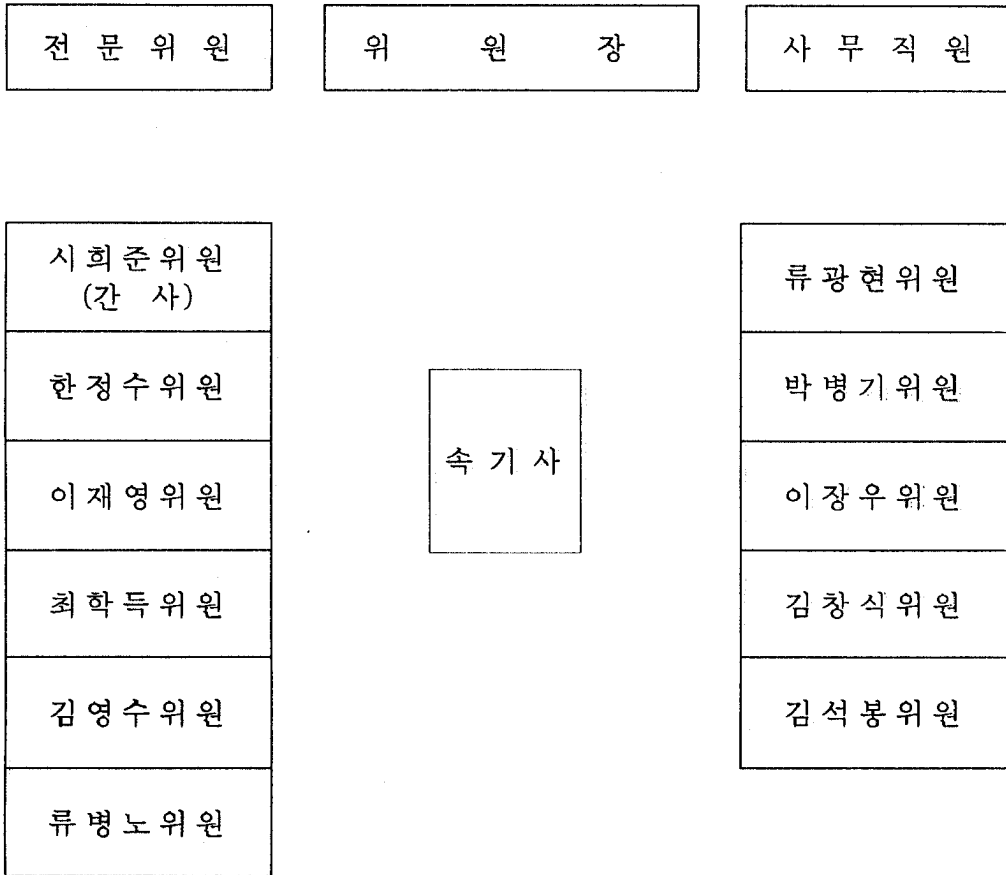 전 문 위 원
위 원 장
사 무 직 원
시희준위원
(간 사)
한정수위원
이재영위원
최학득위원
김영수위원
류병노위원
속 기 사
류광현위원
박병기위원
이장우위원
김창식위원
김석봉위원